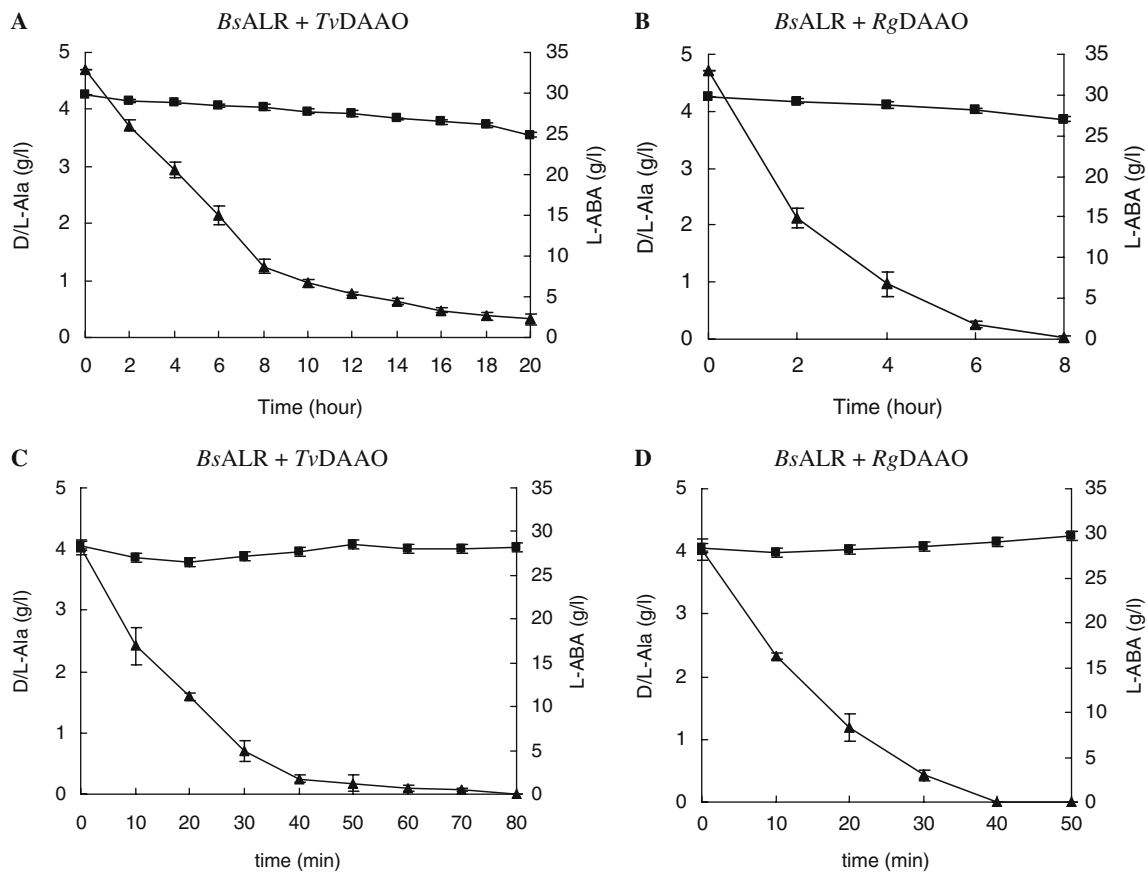 A
BsALR + TvDAAO
D/L-Ala (g/l)
5
4
3
2
1
0
L-ABA (g/l)
35
30
25
20
15
10
5
0
0 2 4 6 8 10 12 14 16 18 20
Time (hour)
B
BsALR + RgDAAO
D/L-Ala (g/l)
5
4
3
2
1
0
L-ABA (g/l)
35
30
25
20
15
10
5
0
0 2 4 6 8
Time (hour)
C
BsALR + TvDAAO
D/L-Ala (g/l)
5
4
3
2
1
0
L-ABA (g/l)
35
30
25
20
15
10
5
0
0 10 20 30 40 50 60 70 80
time (min)
D
BsALR + RgDAAO
D/L-Ala (g/l)
5
4
3
2
1
0
L-ABA (g/l)
35
30
25
20
15
10
5
0
0 10 20 30 40 50
time (min)